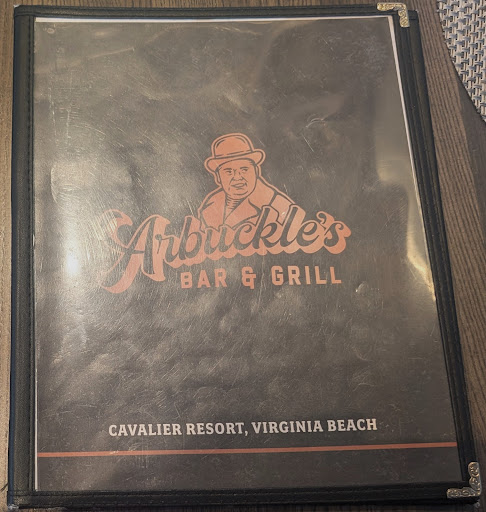 Arbuckle's
BAR & GRILL
CAVALIER RESORT, VIRGINIA BEACH